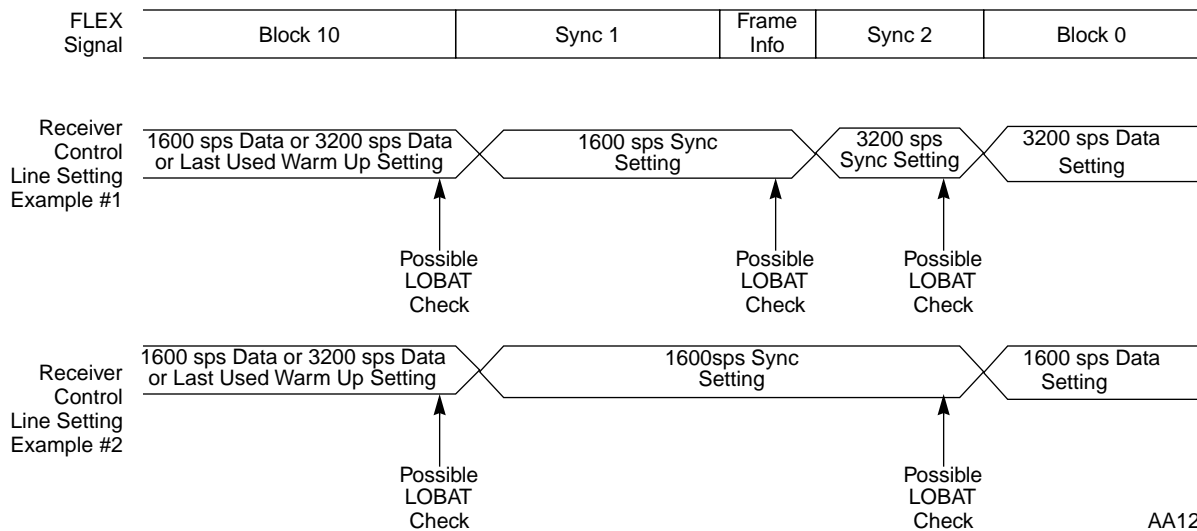 FLEX
Signal
Block 10
Sync 1
Frame
Info
Sync 2
Block 0
Receiver
Control
Line Setting
Example #1
1600 sps Data or 3200 sps Data
or Last Used Warm Up Setting
1600 sps Sync
Setting
3200 sps
Sync Setting
3200 sps Data
Setting
Possible
LOBAT
Check
Possible
LOBAT
Check
Possible
LOBAT
Check
Receiver
Control
Line Setting
Example #2
1600 sps Data or 3200 sps Data
or Last Used Warm Up Setting
1600sps Sync
Setting
1600 sps Data
Setting
Possible
LOBAT
Check
Possible
LOBAT
Check
AA12